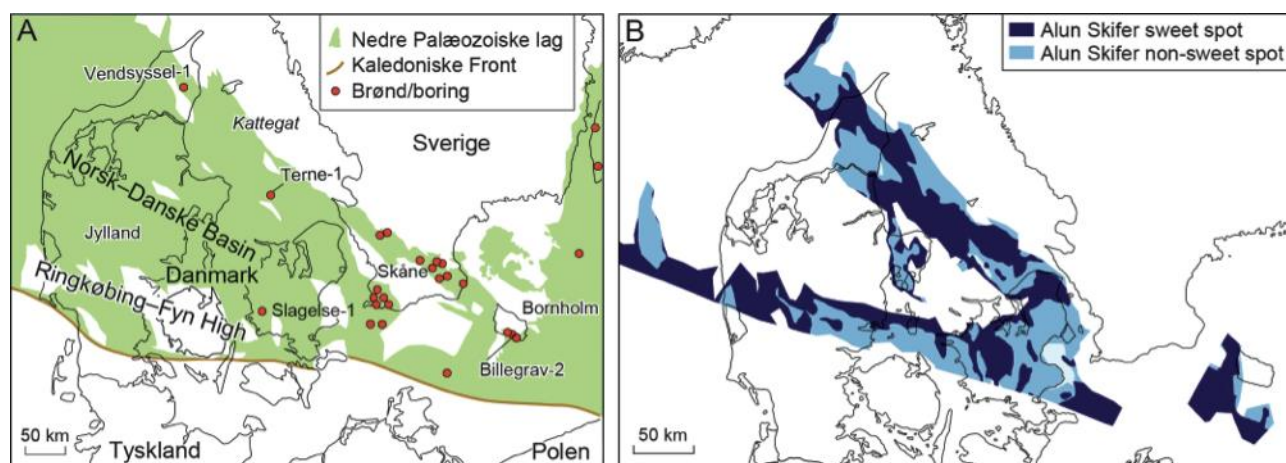 A
Nedre Palæozoiske lag
Kaledoniske Front
Brønd/boring
Vendsyssel-1
Kattegat
Sverige
Terne-1
Norsk–Danske Basin
Jylland
Skåne
Danmark
Ringkøbing–Fyn High
Slagelse-1
Bornholm
Billegrav-2
50 km
Tyskland
Polen
B
Alun Skifer sweet spot
Alun Skifer non-sweet spot
50 km